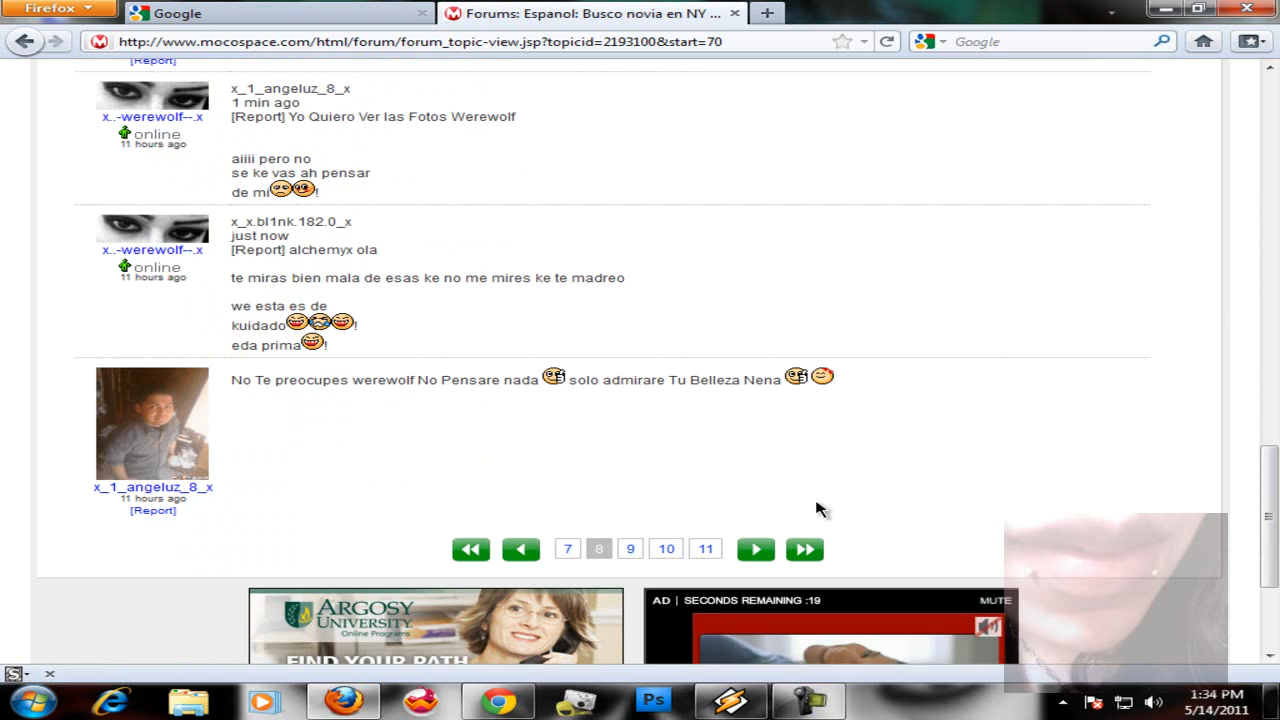 Firefox
Google
Forums: Espanol: Busco novia en NY ...
http://www.mocospace.com/html/forum/forum_topic-view.jsp?topicid=2193100&start=70
Google
[Report]
x_1_angeluz_8_x
1 min ago
[Report] Yo Quiero Ver las Fotos Werewolf
x..-werewolf--.x
online
11 hours ago
aiiii pero no
se ke vas ah pensar
de mi !
x_x.bl1nk.182.0_x
just now
[Report] alchemyx ola
x..-werewolf--.x
online
11 hours ago
te miras bien mala de esas ke no me mires ke te madreo
we esta es de
kuidado !
eda prima !
No Te preocupes werewolf No Pensare nada solo admirare Tu Belleza Nena
x_1_angeluz_8_x
11 hours ago
[Report]
7 8 9 10 11
ARGOSY
UNIVERSITY
Online Programs
FIND YOUR PATH
AD | SECONDS REMAINING :19
MUTE
S
Ps
1:34 PM
5/14/2011